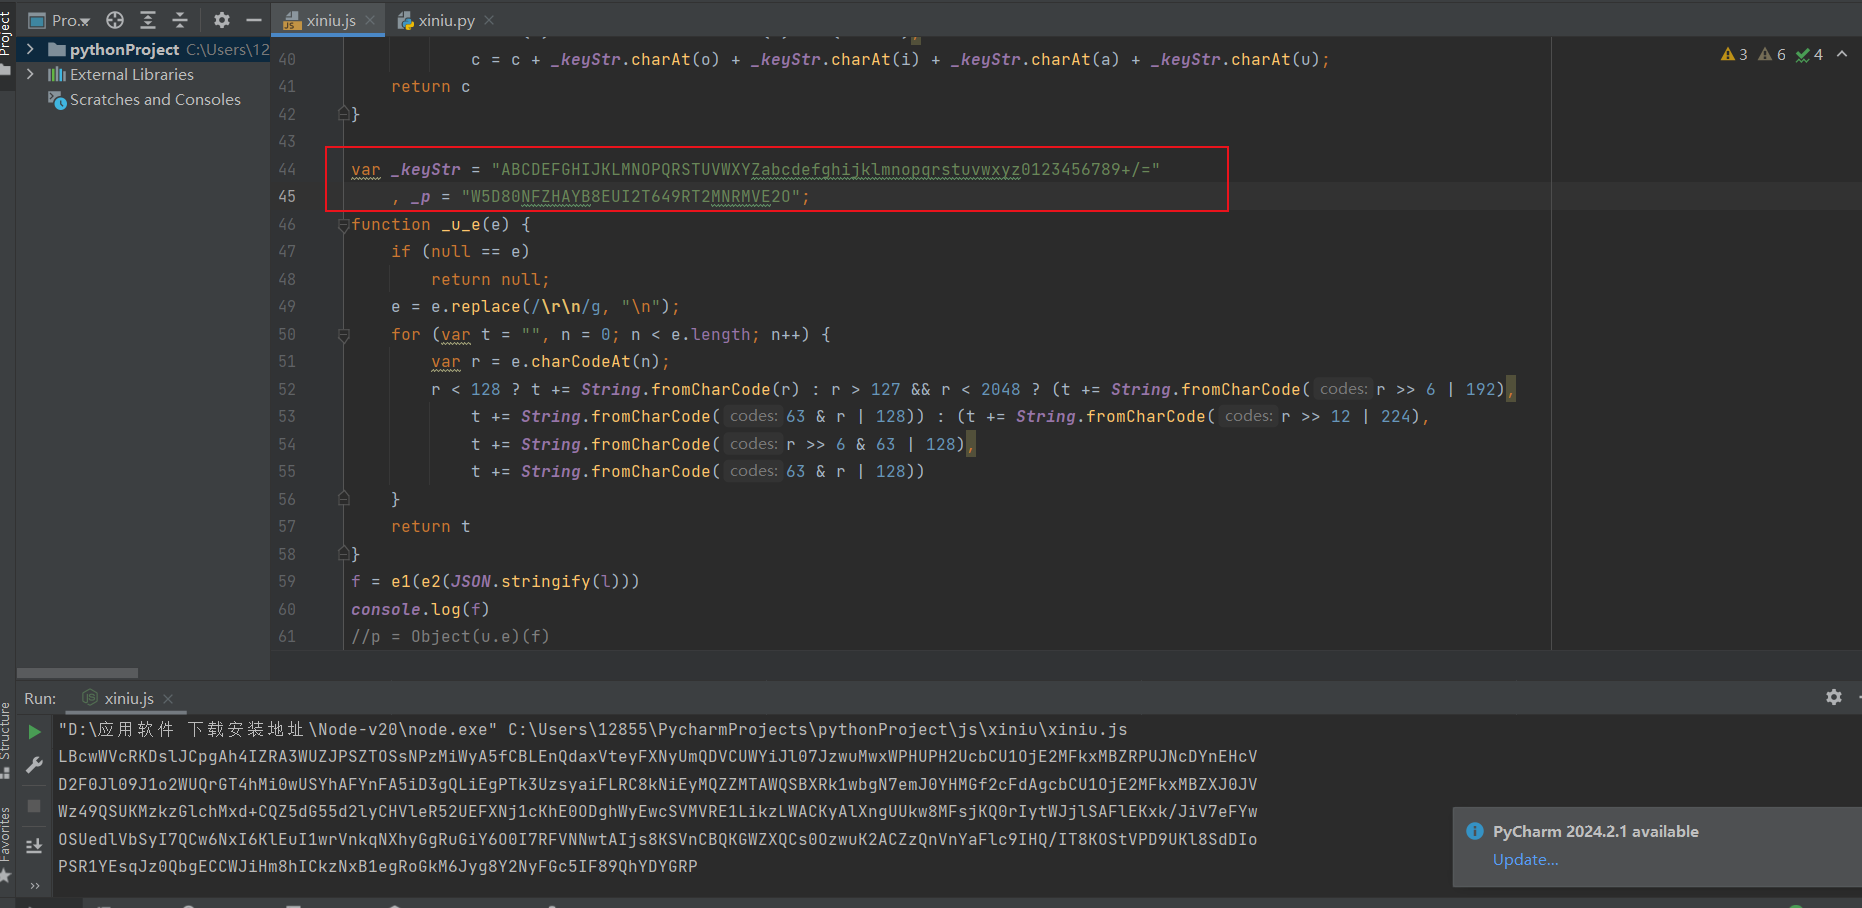 Project
Pro...
xiniu.js
xiniu.py
pythonProject C:\Users\12
External Libraries
Scratches and Consoles
3 6 4
40 c = c + _keyStr.charAt(o) + _keyStr.charAt(i) + _keyStr.charAt(a) + _keyStr.charAt(u);
41 return c
42 }
43
44 var _keyStr = "ABCDEFGHIJKLMNOPQRSTUVWXYZabcdefghijklmnopqrstuvwxyz0123456789+/="
45 , _p = "W5D80NFZHAYB8EUI2T649RT2MNRMVE2O";
46 function _u_e(e) {
47 if (null == e)
48 return null;
49 e = e.replace(/\r\n/g, "\n");
50 for (var t = "", n = 0; n < e.length; n++) {
51 var r = e.charCodeAt(n);
52 r < 128 ? t += String.fromCharCode(r) : r > 127 && r < 2048 ? (t += String.fromCharCode( codes: r >> 6 | 192),
53 t += String.fromCharCode( codes: 63 & r | 128)) : (t += String.fromCharCode( codes: r >> 12 | 224),
54 t += String.fromCharCode( codes: r >> 6 & 63 | 128),
55 t += String.fromCharCode( codes: 63 & r | 128))
56 }
57 return t
58 }
59 f = e1(e2(JSON.stringify(l)))
60 console.log(f)
61 //p = Object(u.e)(f)
Run: xiniu.js
"D:\应用软件 下载安装地址\Node-v20\node.exe" C:\Users\12855\PycharmProjects\pythonProject\js\xiniu\xiniu.js
LBcwWVcRKDslJCpgAh4IZRA3WUZJPSZTOSsNPzMiWyA5fCBLEnQdaxVteyFXNyUmQDVCUWYiJl07JzwuMwxWPHUPH2UcbCU1OjE2MFkxMBZRPUJNcDYnEHcV
D2F0Jl09J1o2WUQrGT4hMi0wUSYhAFYnFA5iD3gQLiEgPTk3UzsyaiFLRC8kNiEyMQZZMTAWQSBXRk1wbgN7emJ0YHMGf2cFdAgcbCU1OjE2MFkxMBZXJ0JV
Wz49QSUKMzkzGlchMxd+CQZ5dG55d2lyCHVleR52UEFXNj1cKhE0ODghWyEwcSVMVRE1LikzLWACKyAlXngUUkw8MFsjKQ0rIytWJjlSAFlEKxk/JiV7eFYw
OSUedlVbSyI7QCw6NxI6KlEuI1wrVnkqNXhyGgRuGiY6O0I7RFVNNwtAIjs8KSVnCBQKGWZXQCs0OzwuK2ACZzQnVnYaFlc9IHQ/IT8KOStVPD9UKl8SdDIo
PSR1YEsqJz0QbgECCWJiHm8hICkzNxB1egRoGkM6Jyg8Y2NyFGc5IF89QhYDYGRP
Structure
Favorites
PyCharm 2024.2.1 available
Update...